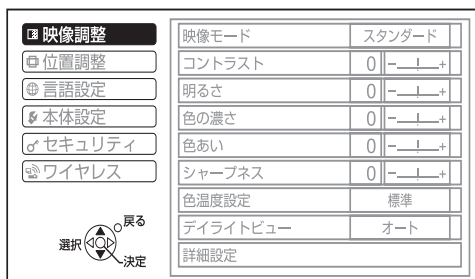 映像調整
位置調整
言語設定
本体設定
セキュリティ
ワイヤレス
戻る
選択
決定
映像モード スタンダード
コントラスト 0 - +
明るさ 0 - +
色の濃さ 0 - +
色あい 0 - +
シャープネス 0 - +
色温度設定 標準
デイライトビュー オート
詳細設定